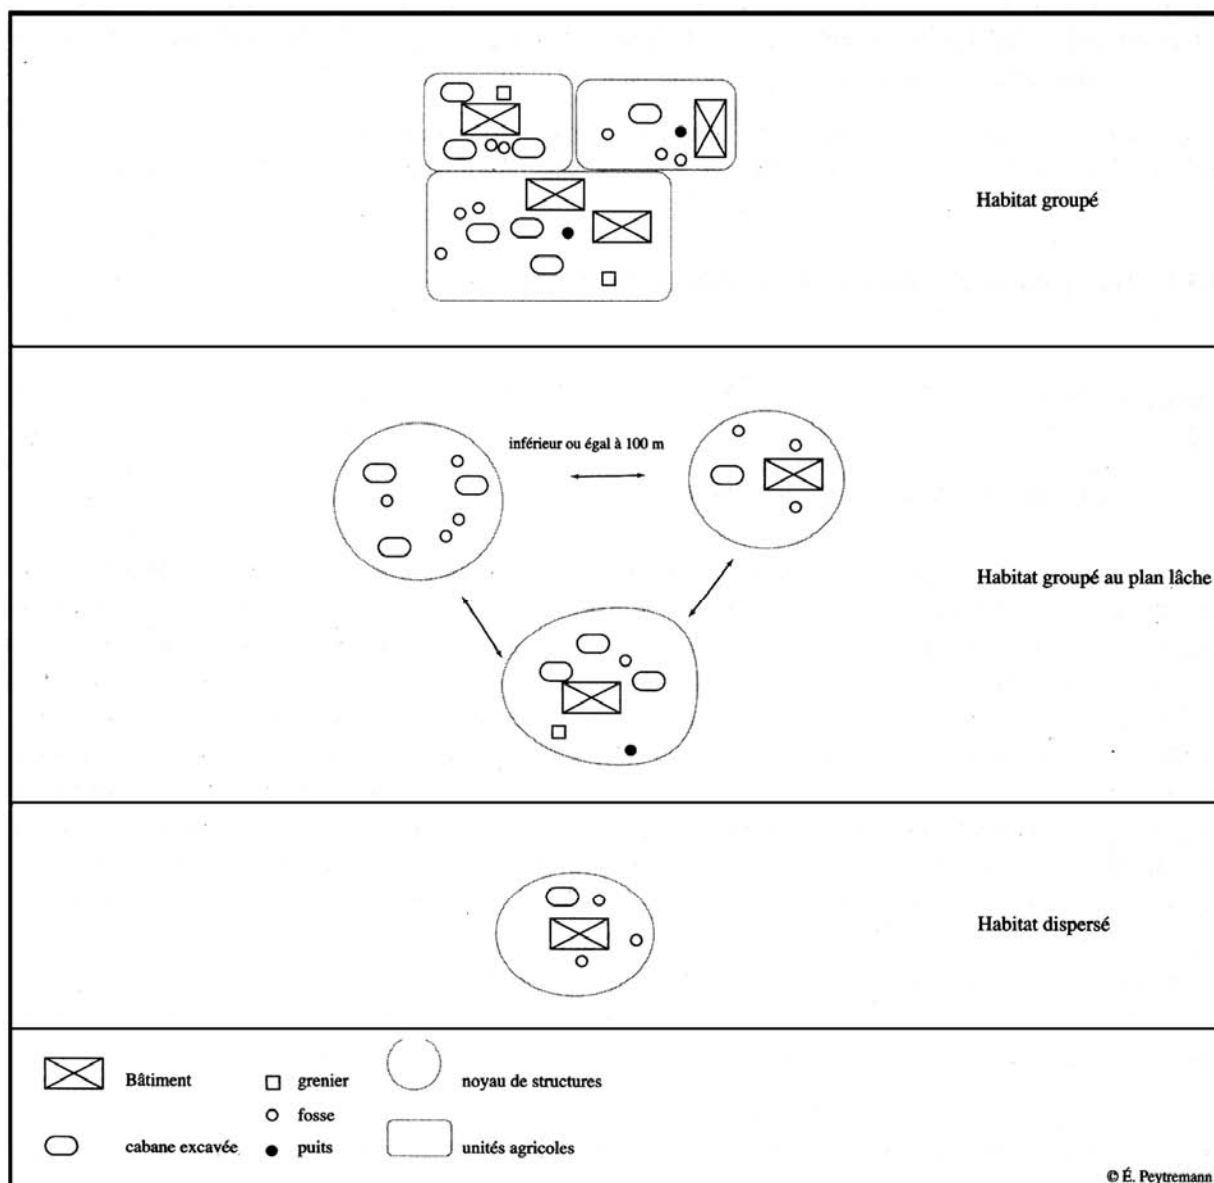 Habitat groupé
inférieur ou égal à 100 m
Habitat groupé au plan lâche
Habitat dispersé
Bâtiment
grenier
noyau de structures
fosse
cabane excavée
puits
unités agricoles
© É. Peytremann